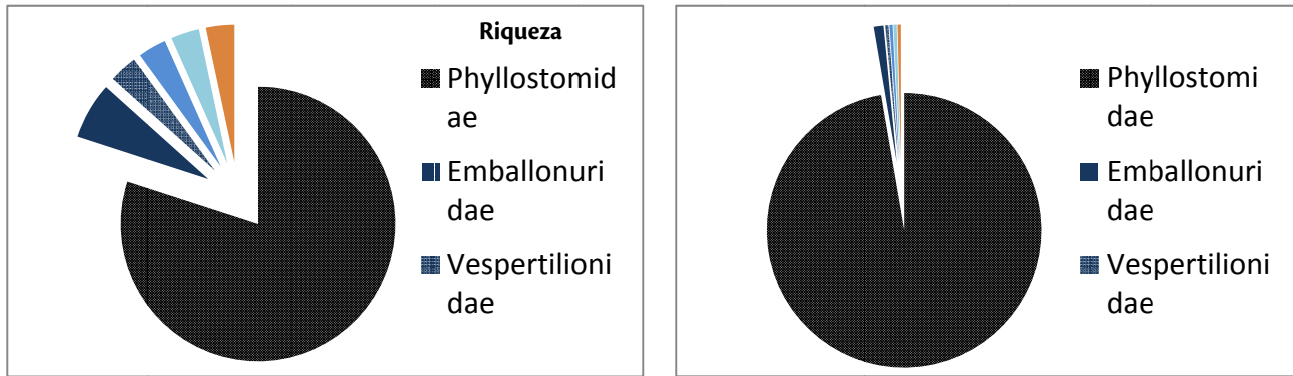 Riqueza
Phyllostomid
ae
Emballonuri
dae
Vespertilioni
dae
Phyllostomi
dae
Emballonuri
dae
Vespertilioni
dae